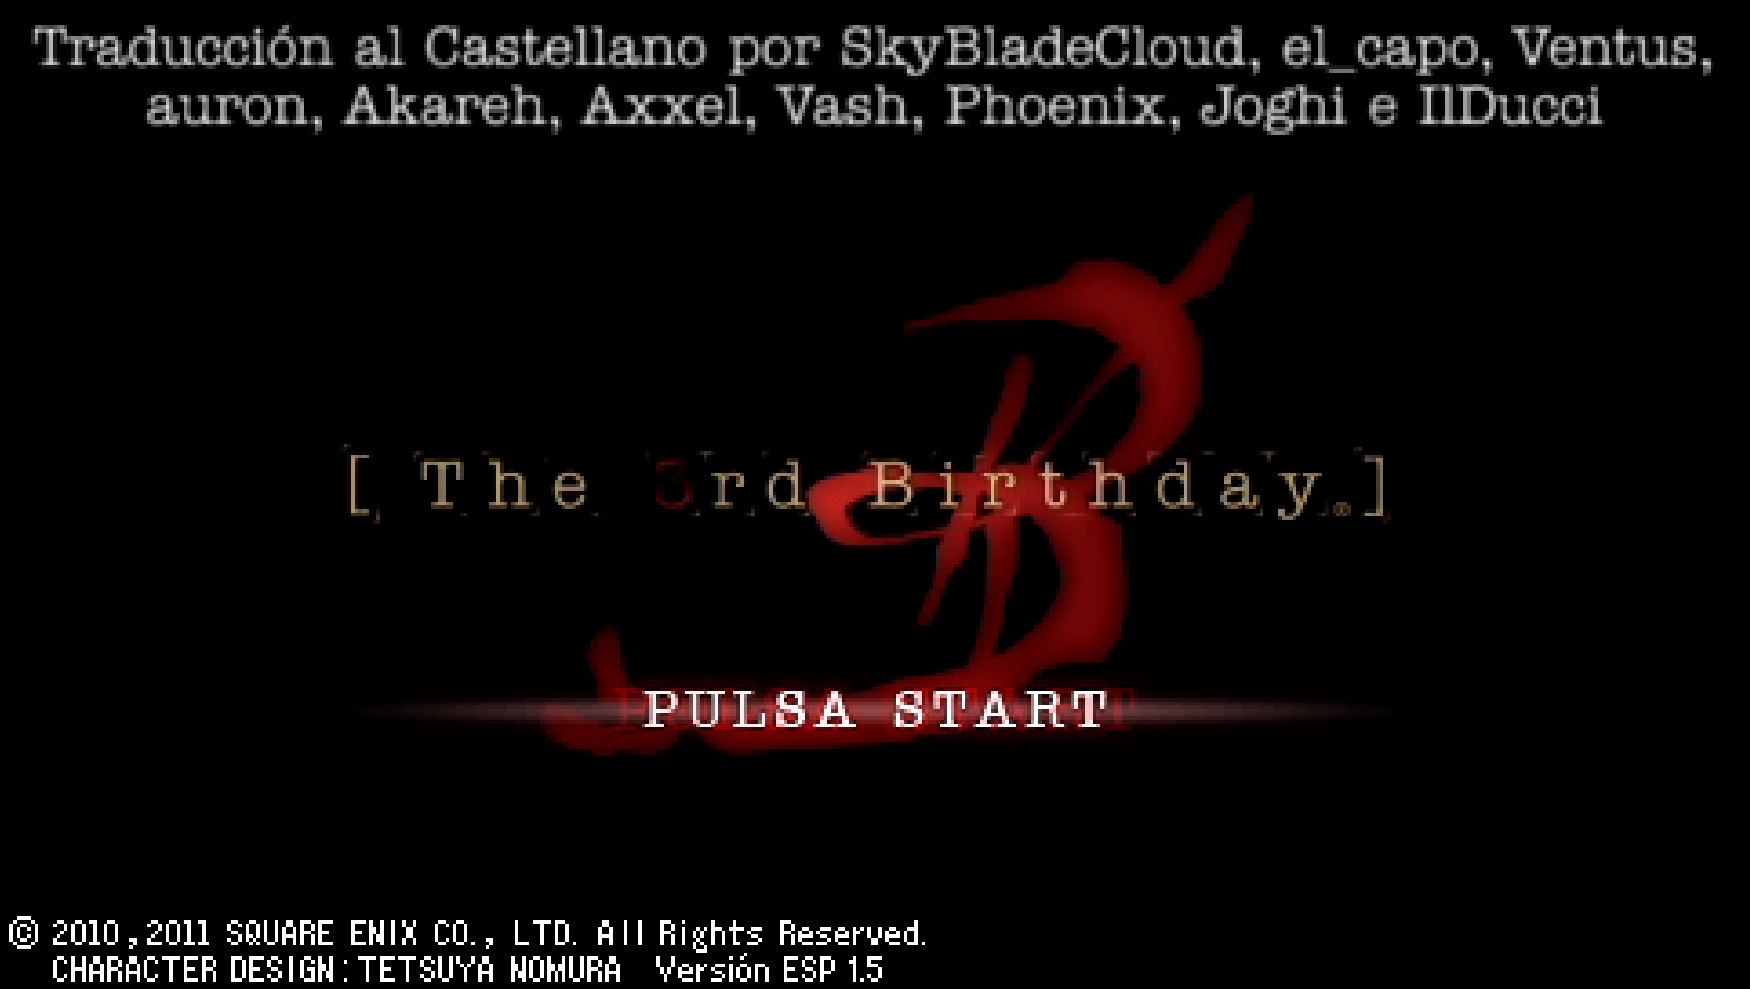 Traducción al Castellano por SkyBladeCloud, el_capo, Ventus,
auron, Akareh, Axxel, Vash, Phoenix, Joghi e IlDucci
[ The 3rd Birthday®]
PULSA START
© 2010,2011 SQUARE ENIX CO., LTD. All Rights Reserved.
CHARACTER DESIGN:TETSUYA NOMURA Versión ESP 1.5